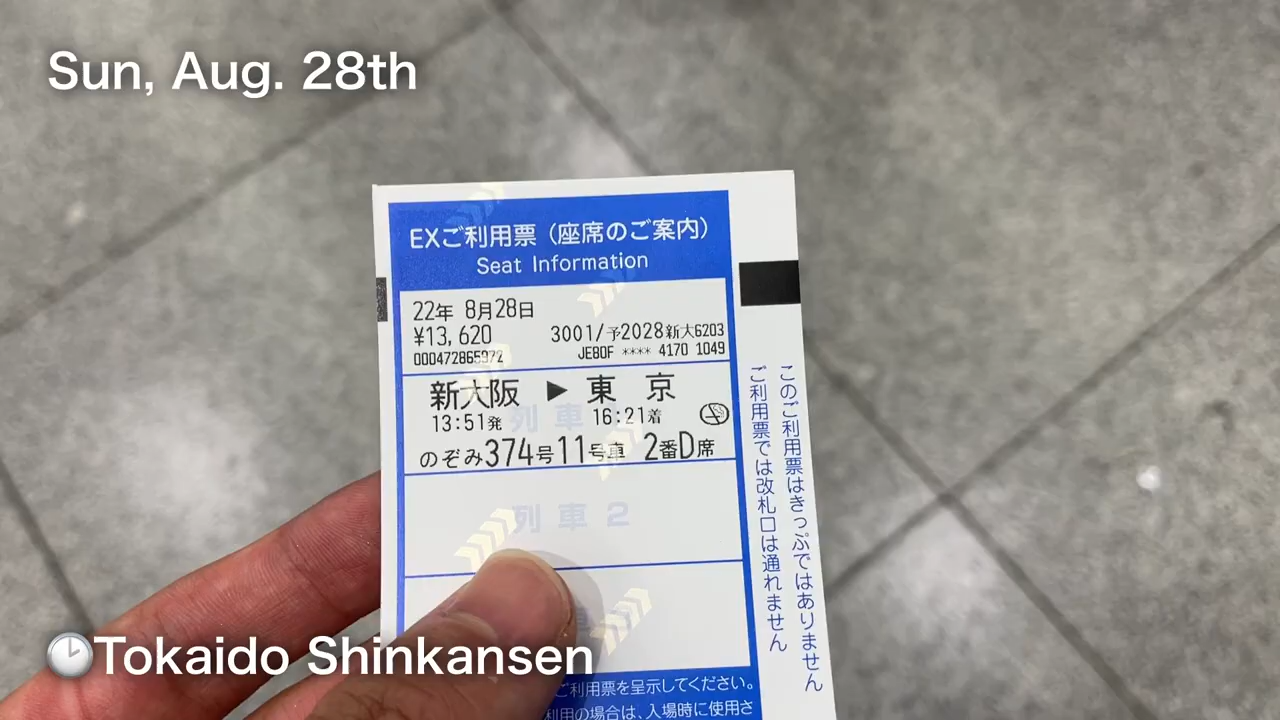 Sun, Aug. 28th
EXご利用票（座席のご案内）
Seat Information
22年 8月28日
¥13,620 3001/予2028新大6203
000472865972 JE80F **** 4170 1049
新大阪 ▶ 東 京
13:51発 列 車 16:21着
のぞみ374号11号車 2番D席
列 車 2
このご利用票はきっぷではありません
ご利用票では改札口は通れません
🕑Tokaido Shinkansen
ご利用票を呈示してください。
利用の場合は、入場時に使用さ